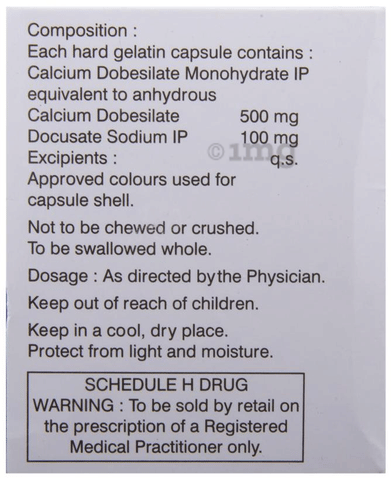 Composition :
Each hard gelatin capsule contains :
Calcium Dobesilate Monohydrate IP
equivalent to anhydrous
Calcium Dobesilate 500 mg
Docusate Sodium IP 100 mg
© 1mg
Excipients : q.s.
Approved colours used for
capsule shell.
Not to be chewed or crushed.
To be swallowed whole.
Dosage : As directed by the Physician.
Keep out of reach of children.
Keep in a cool, dry place.
Protect from light and moisture.
SCHEDULE H DRUG
WARNING : To be sold by retail on
the prescription of a Registered
Medical Practitioner only.